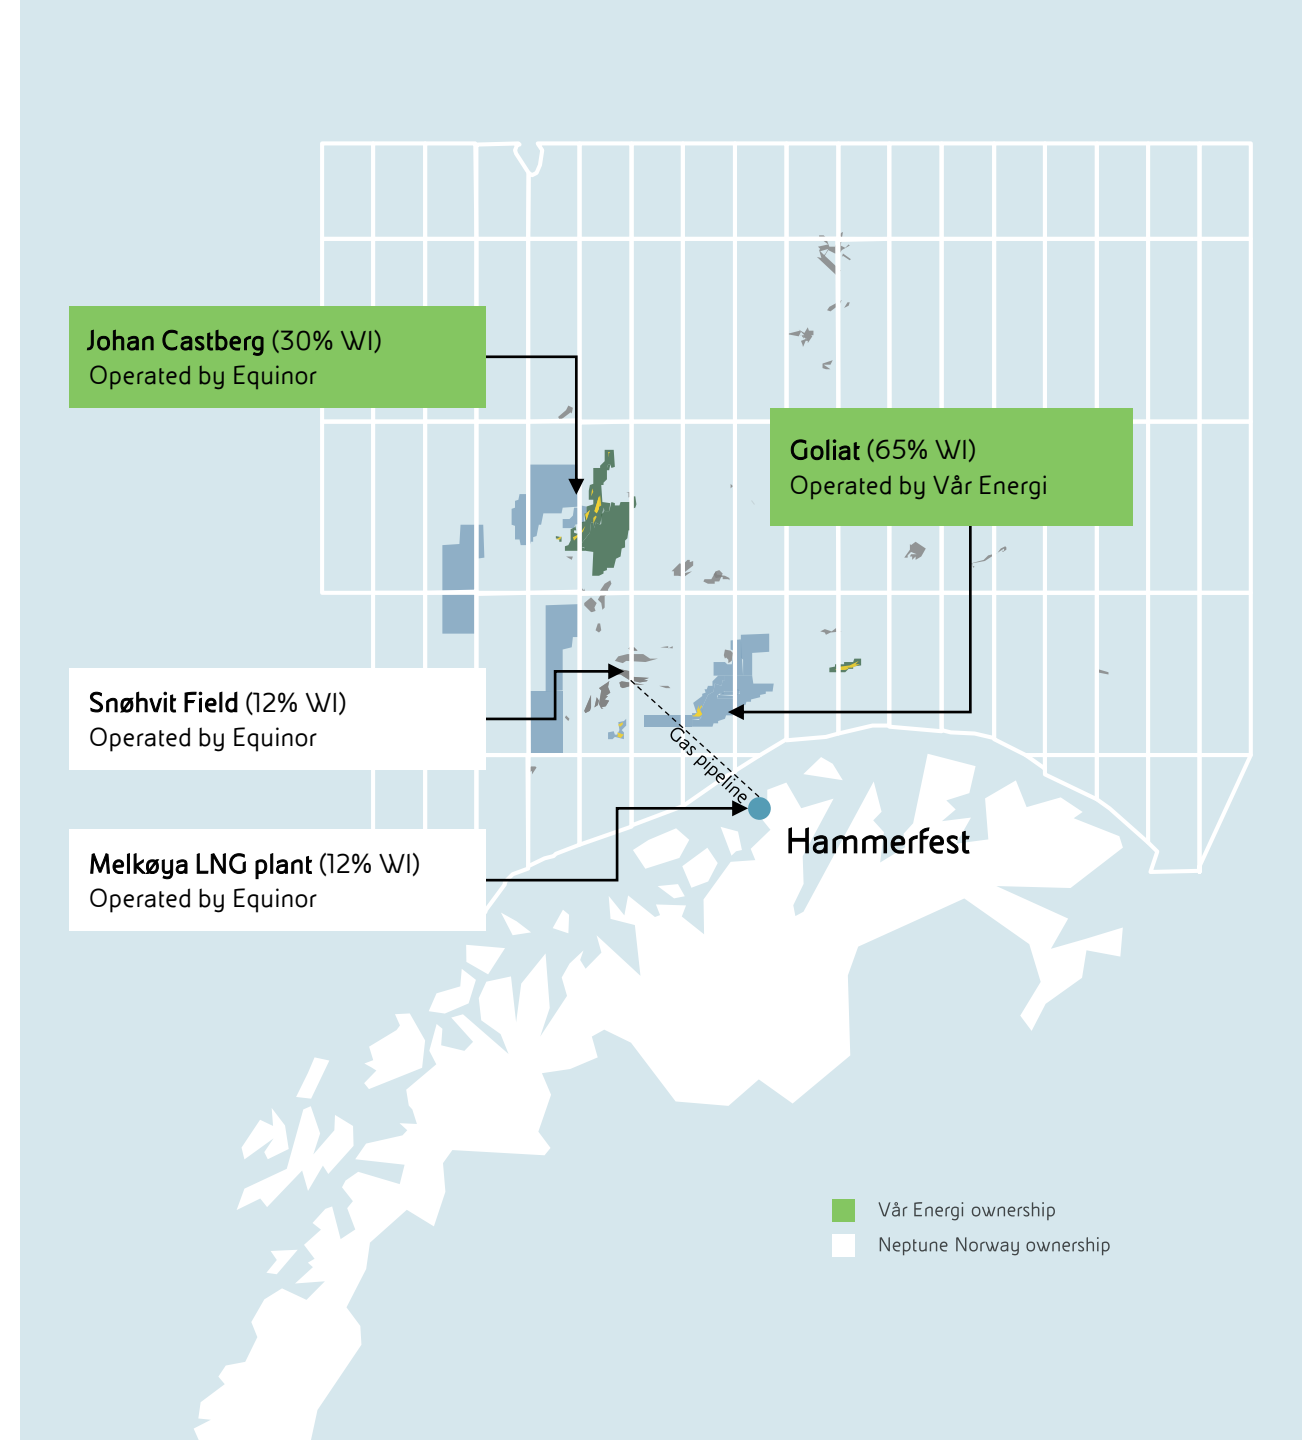 Johan Castberg (30% WI)
Operated by Equinor
Goliat (65% WI)
Operated by Vår Energi
Snøhvit Field (12% WI)
Operated by Equinor
Gas pipeline
Hammerfest
Melkøya LNG plant (12% WI)
Operated by Equinor
Vår Energi ownership
Neptune Norway ownership